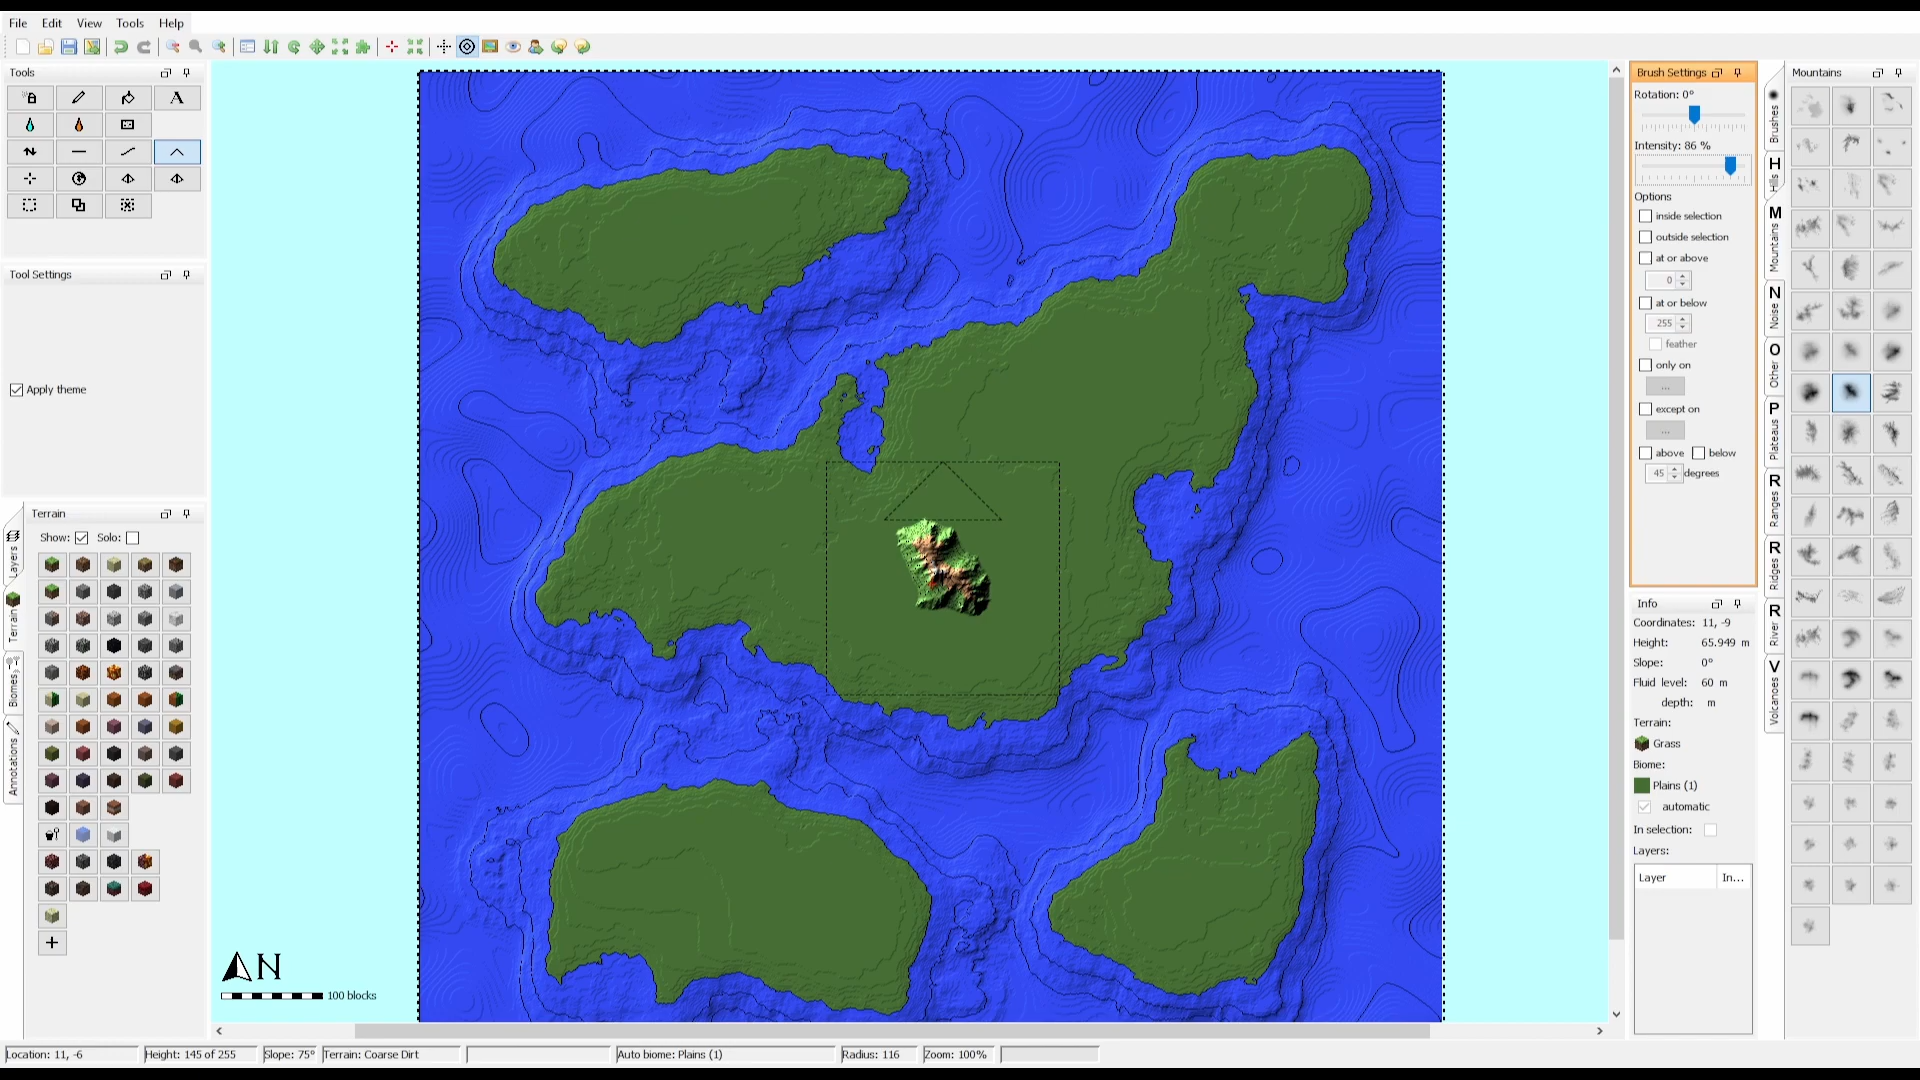 File Edit View Tools Help
Tools
A
Tool Settings
Apply theme
Terrain
Show: Solo:
Layers
Terrain
Biomes
Annotations
N
100 blocks
Brush Settings
Rotation: 0°
Intensity: 86 %
Options
inside selection
outside selection
at or above
0
at or below
255
feather
only on
...
except on
...
above below
45 degrees
Info
Coordinates: 11, -9
Height: 65.949 m
Slope: 0°
Fluid level: 60 m
depth: m
Terrain:
Grass
Biome:
Plains (1)
automatic
In selection:
Layers:
Layer In...
Brushes
H Hills
M Mountains
N Noise
O Other
P Plateaus
R Ranges
R Ridges
R River
V Volcanoes
Mountains
Location: 11, -6 Height: 145 of 255 Slope: 75° Terrain: Coarse Dirt Auto biome: Plains (1) Radius: 116 Zoom: 100%